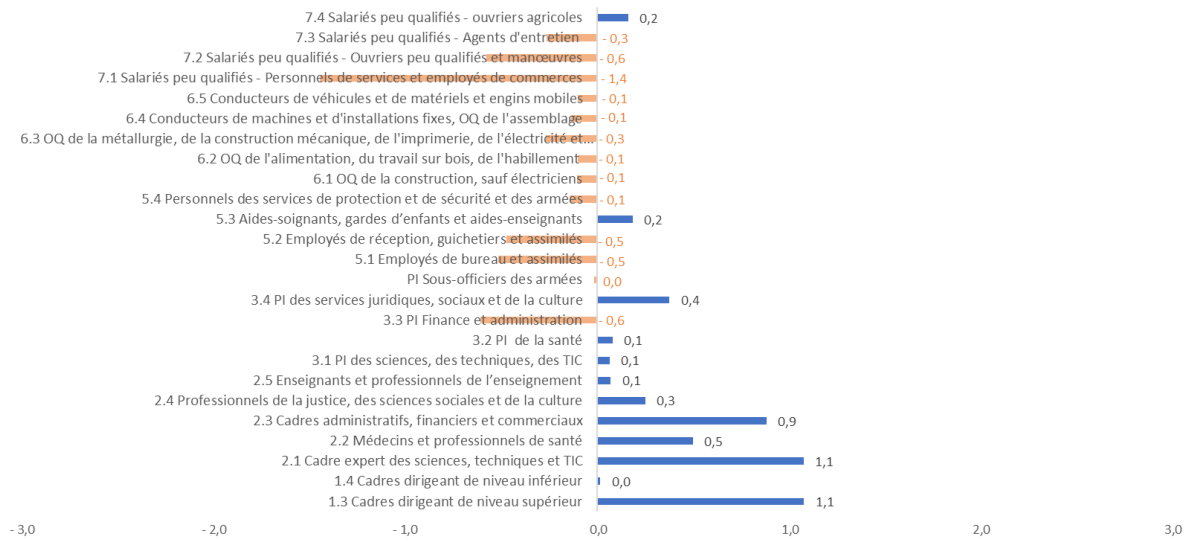 7.4 Salariés peu qualifiés - ouvriers agricoles 0,2
7.3 Salariés peu qualifiés - Agents d'entretien - 0,3
7.2 Salariés peu qualifiés - Ouvriers peu qualifiés et manœuvres - 0,6
7.1 Salariés peu qualifiés - Personnels de services et employés de commerces - 1,4
6.5 Conducteurs de véhicules et de matériels et engins mobiles - 0,1
6.4 Conducteurs de machines et d'installations fixes, OQ de l'assemblage - 0,1
6.3 OQ de la métallurgie, de la construction mécanique, de l'imprimerie, de l'électricité et... - 0,3
6.2 OQ de l'alimentation, du travail sur bois, de l'habillement - 0,1
6.1 OQ de la construction, sauf électriciens - 0,1
5.4 Personnels des services de protection et de sécurité et des armées - 0,1
5.3 Aides-soignants, gardes d’enfants et aides-enseignants 0,2
5.2 Employés de réception, guichetiers et assimilés - 0,5
5.1 Employés de bureau et assimilés - 0,5
PI Sous-officiers des armées 0,0
3.4 PI des services juridiques, sociaux et de la culture 0,4
3.3 PI Finance et administration - 0,6
3.2 PI de la santé 0,1
3.1 PI des sciences, des techniques, des TIC 0,1
2.5 Enseignants et professionnels de l’enseignement 0,1
2.4 Professionnels de la justice, des sciences sociales et de la culture 0,3
2.3 Cadres administratifs, financiers et commerciaux 0,9
2.2 Médecins et professionnels de santé 0,5
2.1 Cadre expert des sciences, techniques et TIC 1,1
1.4 Cadres dirigeant de niveau inférieur 0,0
1.3 Cadres dirigeant de niveau supérieur 1,1
- 3,0 - 2,0 - 1,0 0,0 1,0 2,0 3,0